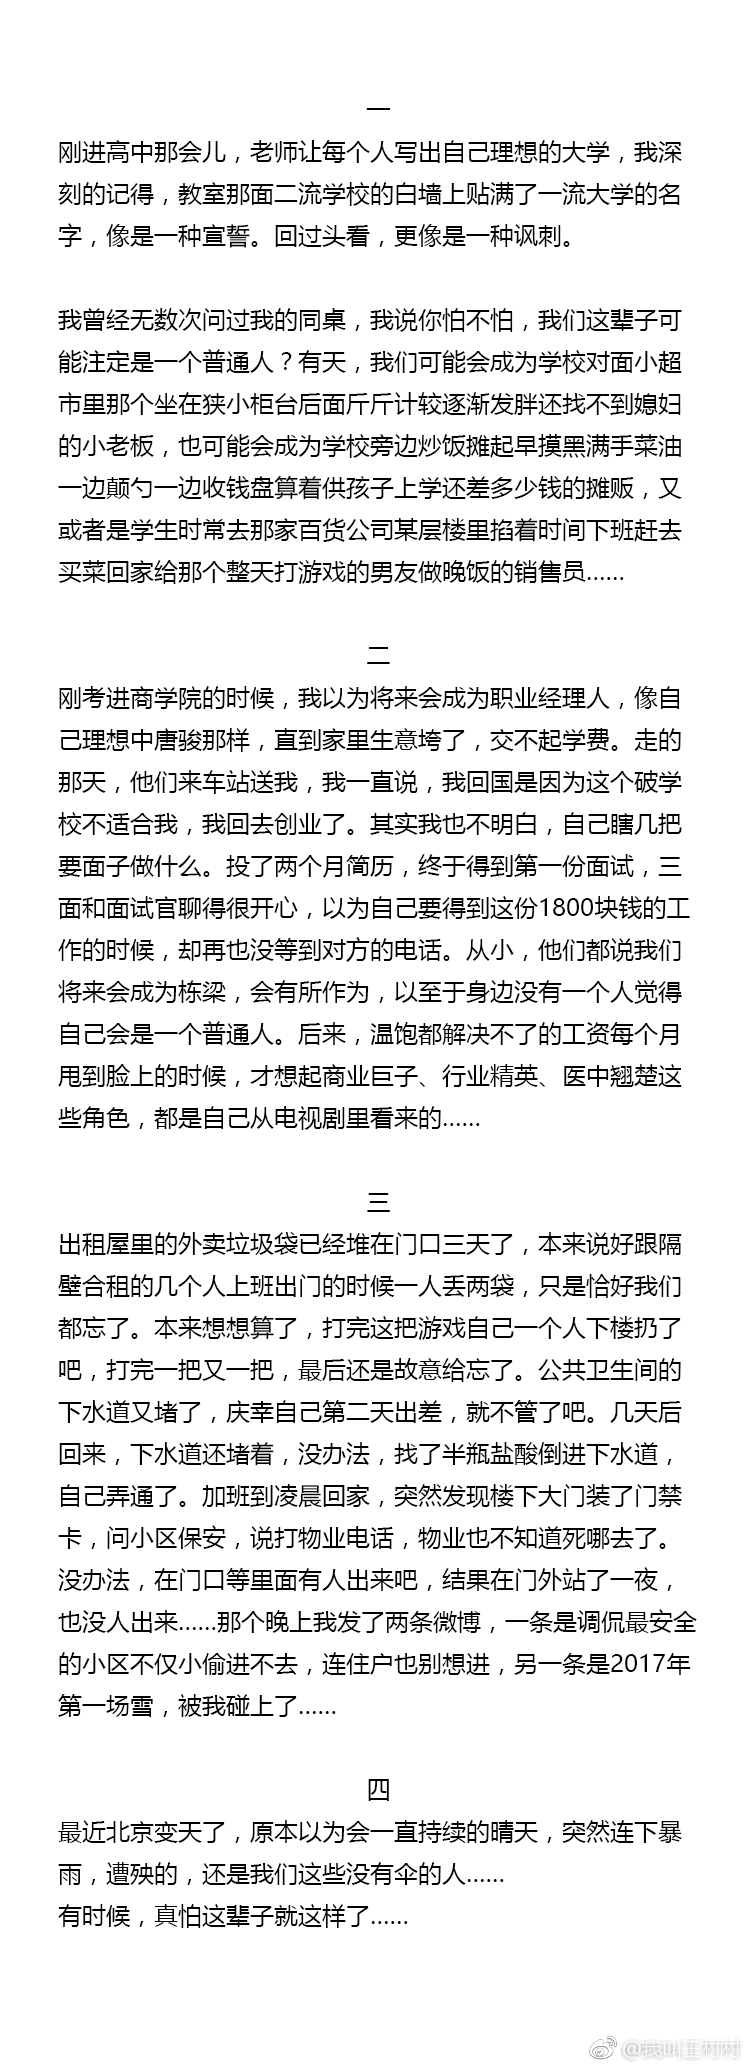 一
刚进高中那会儿，老师让每个人写出自己理想的大学，我深
刻的记得，教室那面二流学校的白墙上贴满了一流大学的名
字，像是一种宣誓。回过头看，更像是一种讽刺。
我曾经无数次问过我的同桌，我说你怕不怕，我们这辈子可
能注定是一个普通人？有天，我们可能会成为学校对面小超
市里那个坐在狭小柜台后面斤斤计较逐渐发胖还找不到媳妇
的小老板，也可能会成为学校旁边炒饭摊起早摸黑满手菜油
一边颠勺一边收钱盘算着供孩子上学还差多少钱的摊贩，又
或者是学生时常去那家百货公司某层楼里掐着时间下班赶去
买菜回家给那个整天打游戏的男友做晚饭的销售员......
二
刚考进商学院的时候，我以为将来会成为职业经理人，像自
己理想中唐骏那样，直到家里生意垮了，交不起学费。走的
那天，他们来车站送我，我一直说，我回国是因为这个破学
校不适合我，我回去创业了。其实我也不明白，自己瞎几把
要面子做什么。投了两个月简历，终于得到第一份面试，三
面和面试官聊得很开心，以为自己要得到这份1800块钱的工
作的时候，却再也没等到对方的电话。从小，他们都说我们
将来会成为栋梁，会有所作为，以至于身边没有一个人觉得
自己会是一个普通人。后来，温饱都解决不了的工资每个月
甩到脸上的时候，才想起商业巨子、行业精英、医中翘楚这
些角色，都是自己从电视剧里看来的......
三
出租屋里的外卖垃圾袋已经堆在门口三天了，本来说好跟隔
壁合租的几个人上班出门的时候一人丢两袋，只是恰好我们
都忘了。本来想想算了，打完这把游戏自己一个人下楼扔了
吧，打完一把又一把，最后还是故意给忘了。公共卫生间的
下水道又堵了，庆幸自己第二天出差，就不管了吧。几天后
回来，下水道还堵着，没办法，找了半瓶盐酸倒进下水道，
自己弄通了。加班到凌晨回家，突然发现楼下大门装了门禁
卡，问小区保安，说打物业电话，物业也不知道死哪去了。
没办法，在门口等里面有人出来吧，结果在门外站了一夜，
也没人出来......那个晚上我发了两条微博，一条是调侃最安全
的小区不仅小偷进不去，连住户也别想进，另一条是2017年
第一场雪，被我碰上了......
四
最近北京变天了，原本以为会一直持续的晴天，突然连下暴
雨，遭殃的，还是我们这些没有伞的人......
有时候，真怕这辈子就这样了......
@我叫王村村